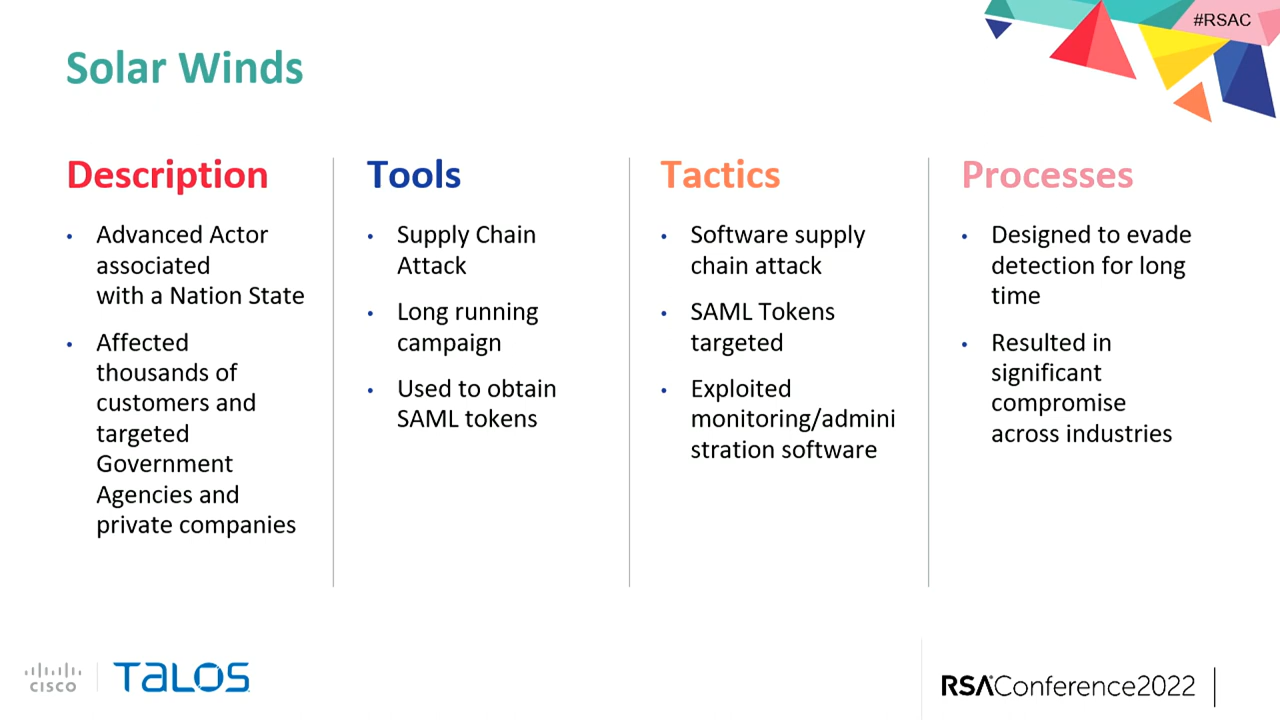 #RSAC
Solar Winds
Description
• Advanced Actor
associated
with a Nation State
• Affected
thousands of
customers and
targeted
Government
Agencies and
private companies
Tools
• Supply Chain
Attack
• Long running
campaign
• Used to obtain
SAML tokens
Tactics
• Software supply
chain attack
• SAML Tokens
targeted
• Exploited
monitoring/admini
stration software
Processes
• Designed to evade
detection for long
time
• Resulted in
significant
compromise
across industries
CISCO
TALOS
RSAConference2022